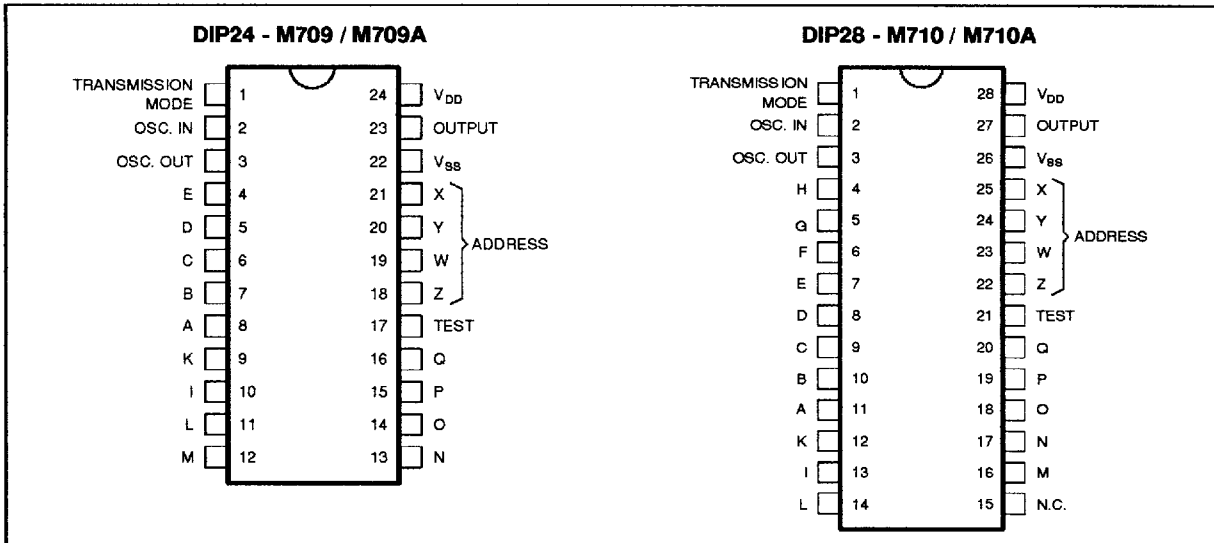 DIP24 - M709 / M709A
TRANSMISSION MODE 1 24 VDD
OSC. IN 2 23 OUTPUT
OSC. OUT 3 22 VSS
E 4 21 X
D 5 20 Y
C 6 19 W
B 7 18 Z
ADDRESS
A 8 17 TEST
K 9 16 Q
I 10 15 P
L 11 14 O
M 12 13 N
DIP28 - M710 / M710A
TRANSMISSION MODE 1 28 VDD
OSC. IN 2 27 OUTPUT
OSC. OUT 3 26 VSS
H 4 25 X
G 5 24 Y
F 6 23 W
E 7 22 Z
ADDRESS
D 8 21 TEST
C 9 20 Q
B 10 19 P
A 11 18 O
K 12 17 N
I 13 16 M
L 14 15 N.C.